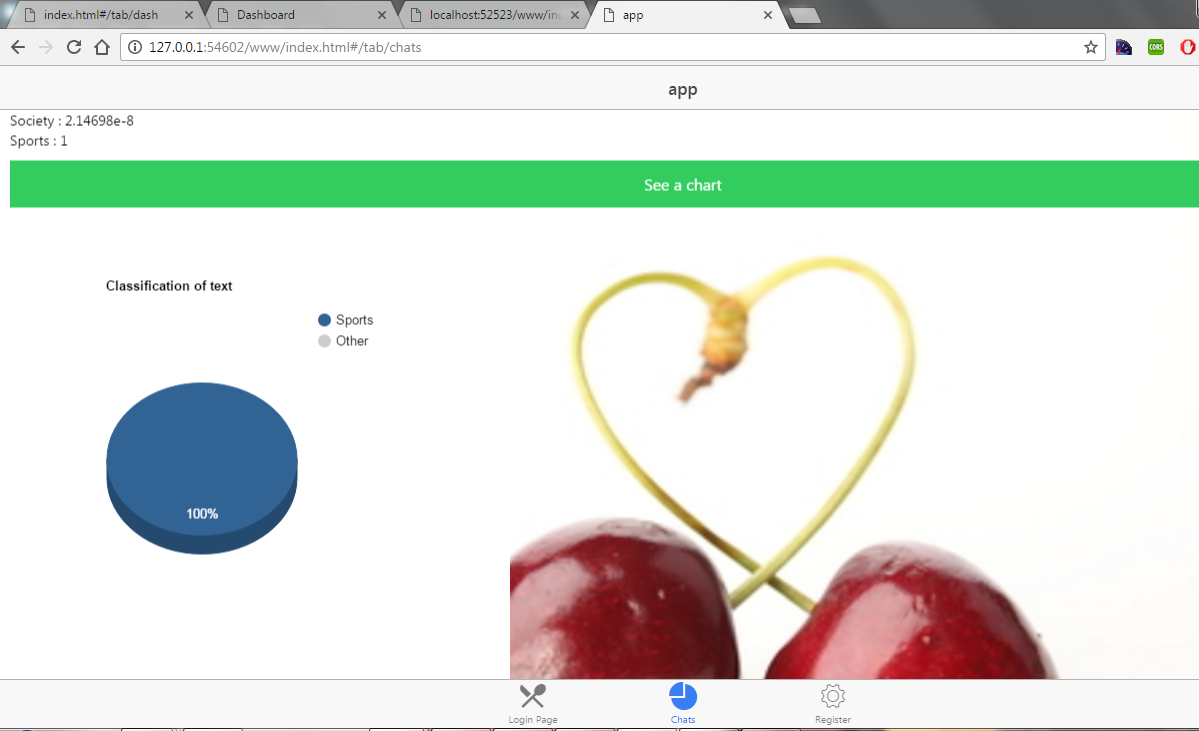 index.html#/tab/dash
Dashboard
localhost:52523/www/inc
app
127.0.0.1:54602/www/index.html#/tab/chats
CORS
app
Society : 2.14698e-8
Sports : 1
See a chart
Classification of text
Sports
Other
100%
Login Page
Chats
Register